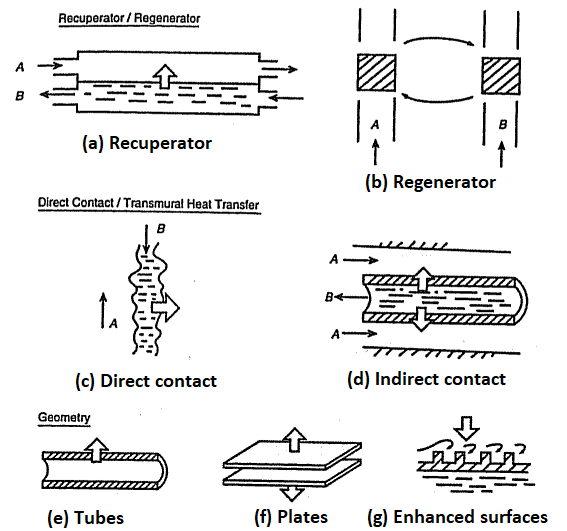 Recuperator / Regenerator
A
B
(a) Recuperator
A
B
(b) Regenerator
Direct Contact / Transmural Heat Transfer
B
A
(c) Direct contact
A
B
A
(d) Indirect contact
Geometry
(e) Tubes
(f) Plates
(g) Enhanced surfaces